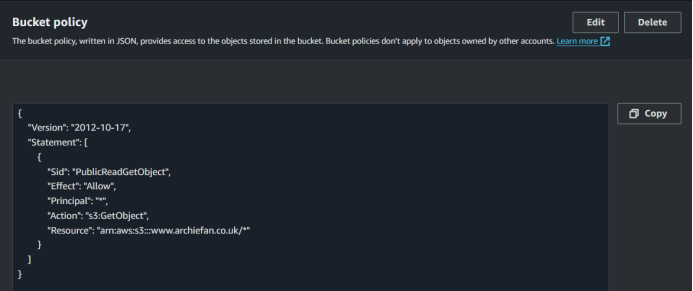 Bucket policy
Edit
Delete
The bucket policy, written in JSON, provides access to the objects stored in the bucket. Bucket policies don't apply to objects owned by other accounts. Learn more
Copy
{
"Version": "2012-10-17",
"Statement": [
{
"Sid": "PublicReadGetObject",
"Effect": "Allow",
"Principal": "*",
"Action": "s3:GetObject",
"Resource": "arn:aws:s3:::www.archiefan.co.uk/*"
}
]
}